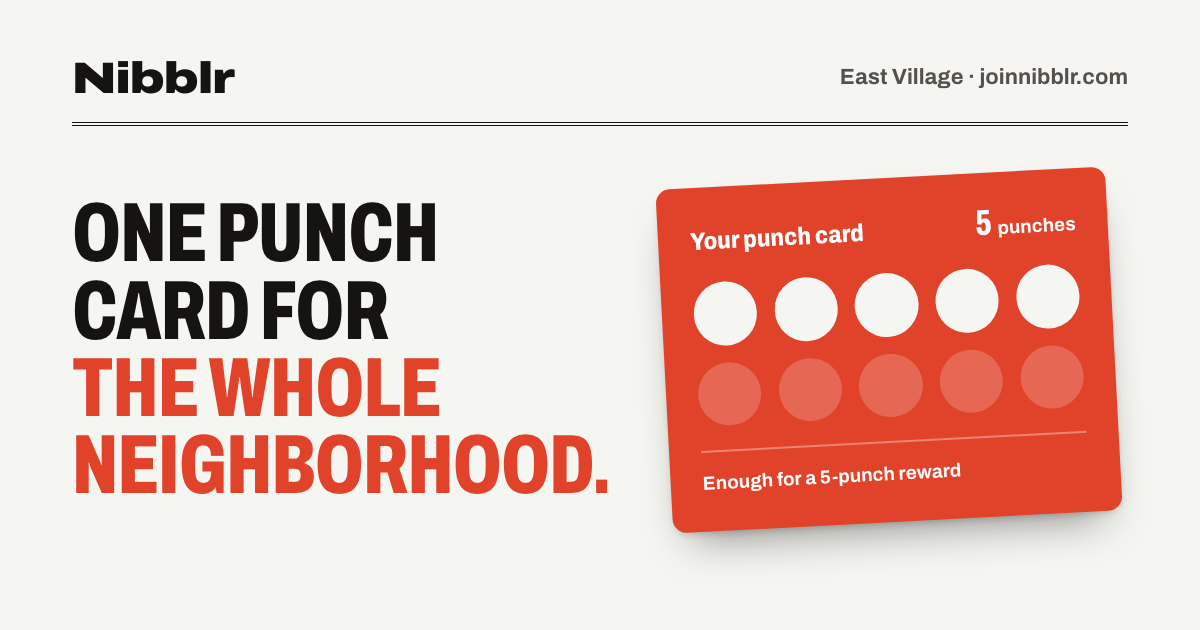 Nibblr
East Village · joinnibblr.com
ONE PUNCH
CARD FOR
THE WHOLE
NEIGHBORHOOD.
Your punch card
5 punches
Enough for a 5-punch reward